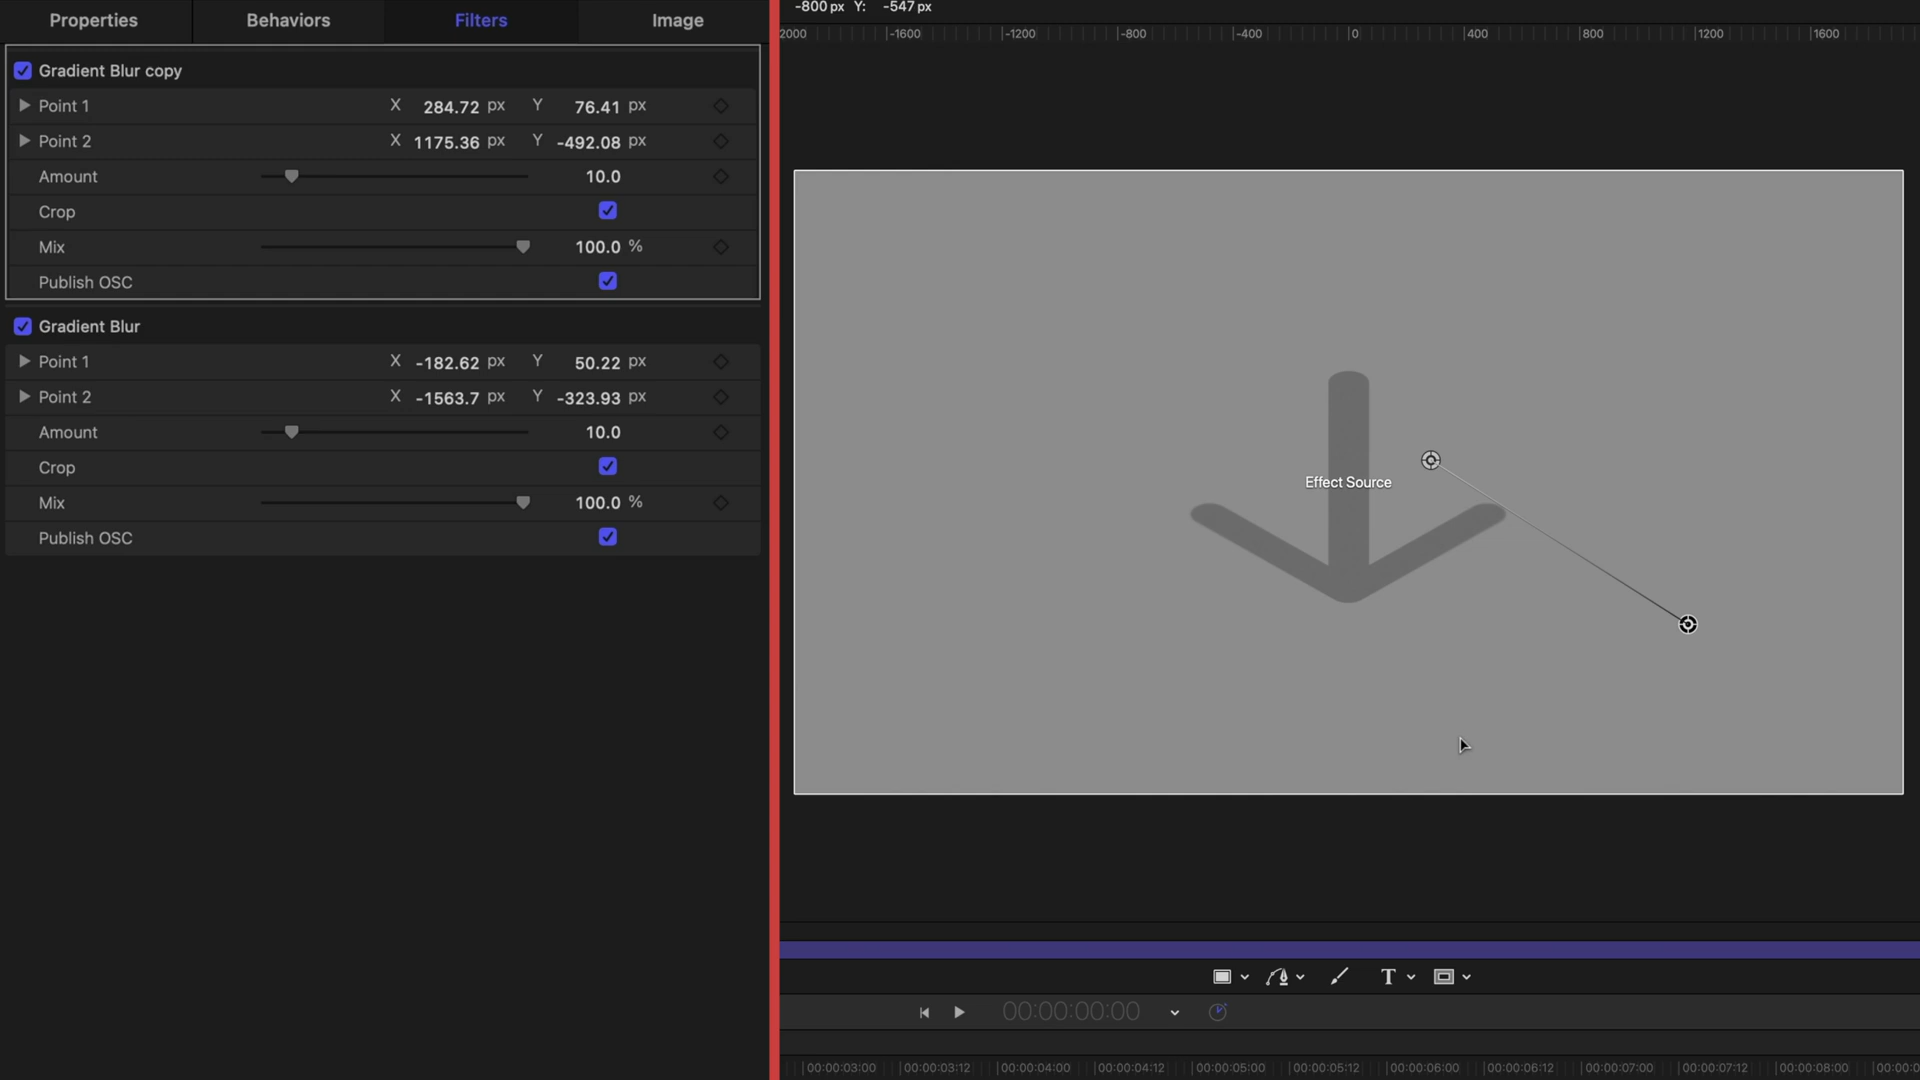 Properties Behaviors Filters Image
Gradient Blur copy
Point 1 X 284.72 px Y 76.41 px
Point 2 X 1175.36 px Y -492.08 px
Amount 10.0
Crop
Mix 100.0 %
Publish OSC
Gradient Blur
Point 1 X -182.62 px Y 50.22 px
Point 2 X -1563.7 px Y -323.93 px
Amount 10.0
Crop
Mix 100.0 %
Publish OSC
-800 px Y: -547 px
2000 -1600 -1200 -800 -400 0 400 800 1200 1600
Effect Source
T
00:00:00:00
00:00:03:00 00:00:03:12 00:00:04:00 00:00:04:12 00:00:05:00 00:00:05:12 00:00:06:00 00:00:06:12 00:00:07:00 00:00:07:12 00:00:08:00 00:00:0